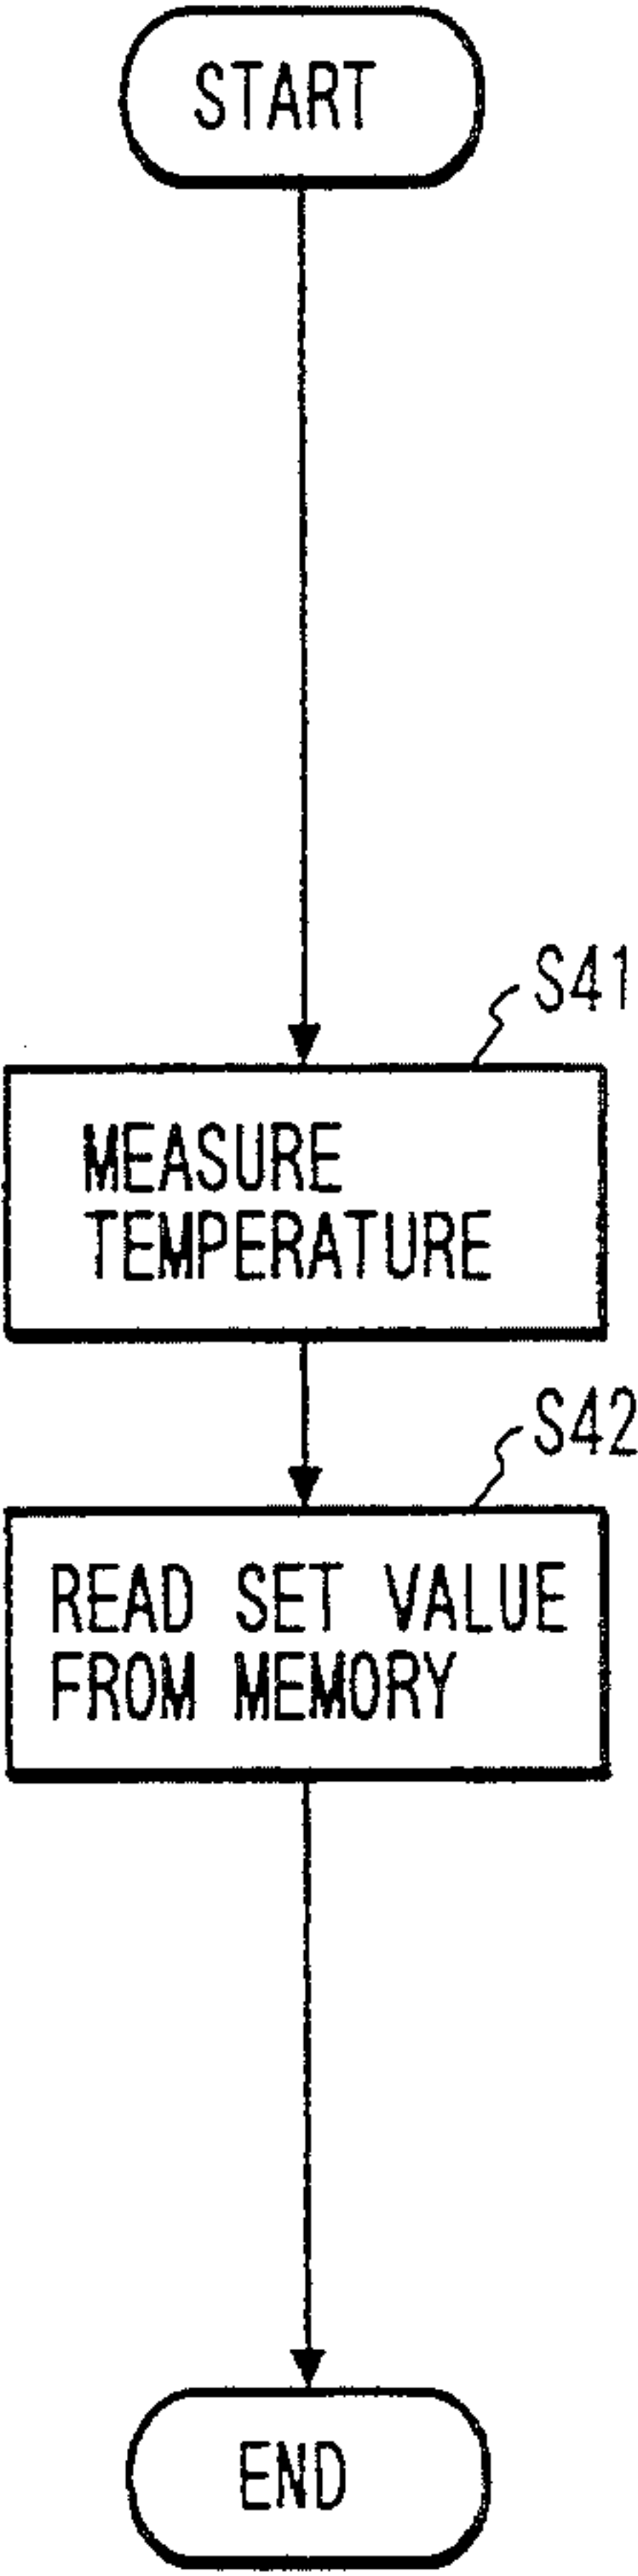 START
S41
MEASURE
TEMPERATURE
S42
READ SET VALUE
FROM MEMORY
END